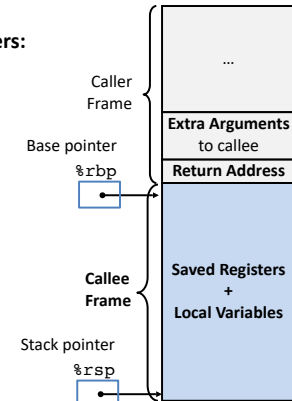 ers:
...
Caller
Frame
Extra Arguments
to callee
Base pointer
%rbp
Return Address
Callee
Frame
Saved Registers
+
Local Variables
Stack pointer
%rsp